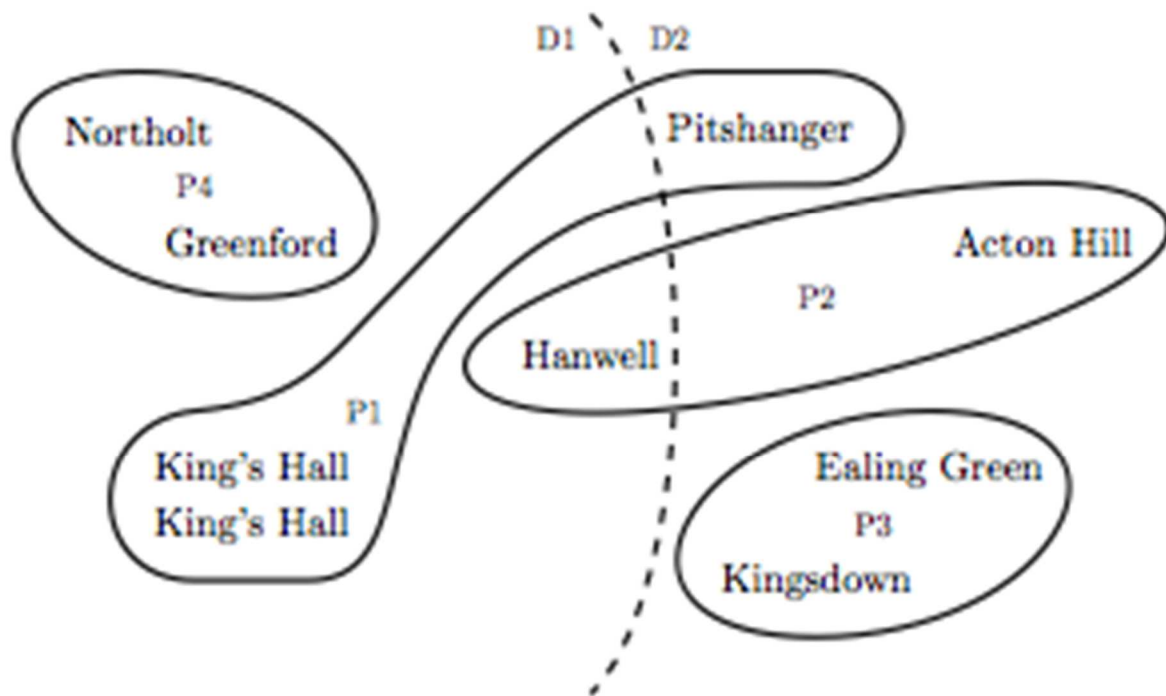 D1 D2
Northolt
Pitshanger
P4
Greenford
Acton Hill
P2
Hanwell
P1
King's Hall
King's Hall
Ealing Green
P3
Kingsdown